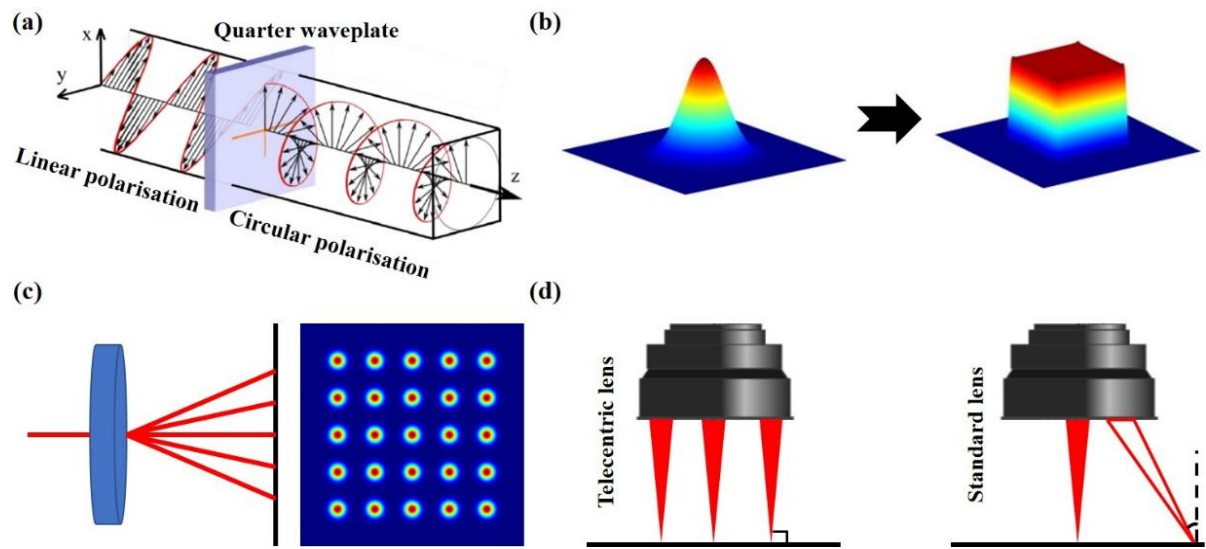 (a)
Quarter waveplate
x
y
z
Linear polarisation
Circular polarisation
(b)
(c)
(d)
Telecentric lens
Standard lens